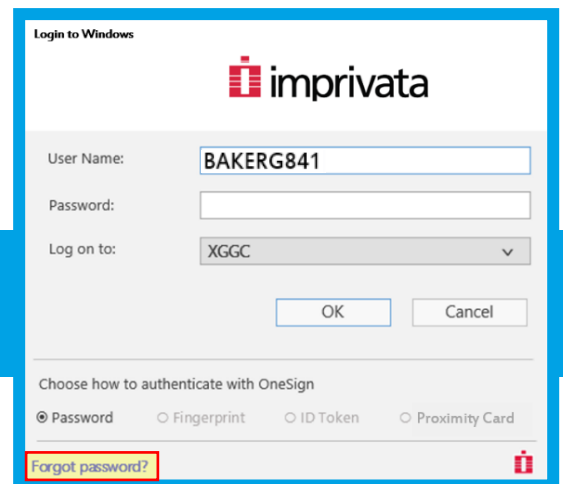 Login to Windows
imprivata
User Name: BAKERG841
Password:
Log on to: XGGC
OK Cancel
Choose how to authenticate with OneSign
Password Fingerprint ID Token Proximity Card
Forgot password?